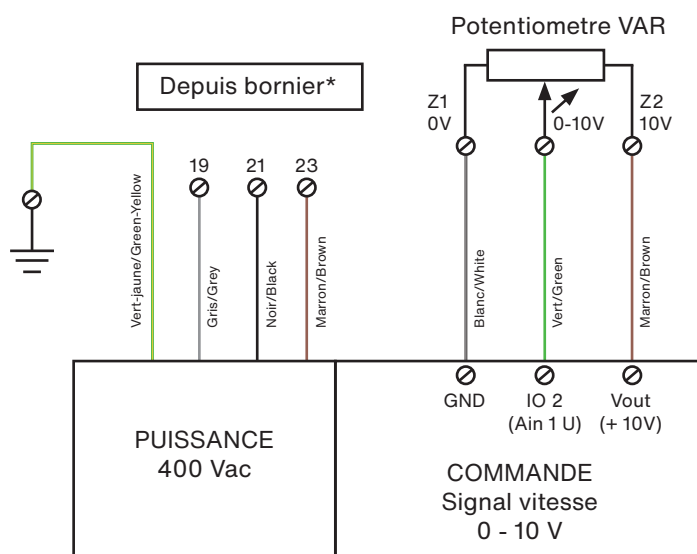 Potentiometre VAR
Depuis bornier*
Z1
0V
0-10V
Z2
10V
19
21
23
Vert-jaune/Green-Yellow
Gris/Grey
Noir/Black
Marron/Brown
Blanc/White
Vert/Green
Marron/Brown
GND
IO 2
(Ain 1 U)
Vout
(+ 10V)
PUISSANCE
400 Vac
COMMANDE
Signal vitesse
0 - 10 V